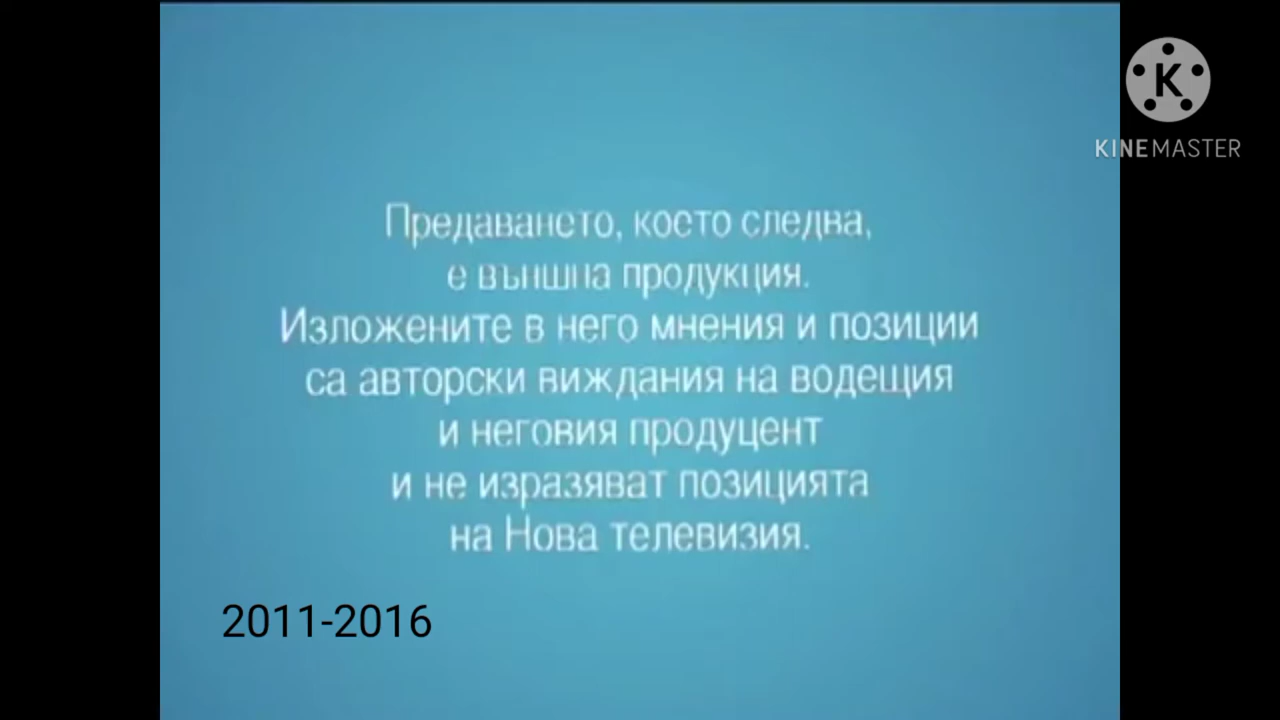 Предаването, което следва,
е външна продукция.
Изложените в него мнения и позиции
са авторски виждания на водещия
и неговия продуцент
и не изразяват позицията
на Нова телевизия.
2011-2016
K
KINEMASTER